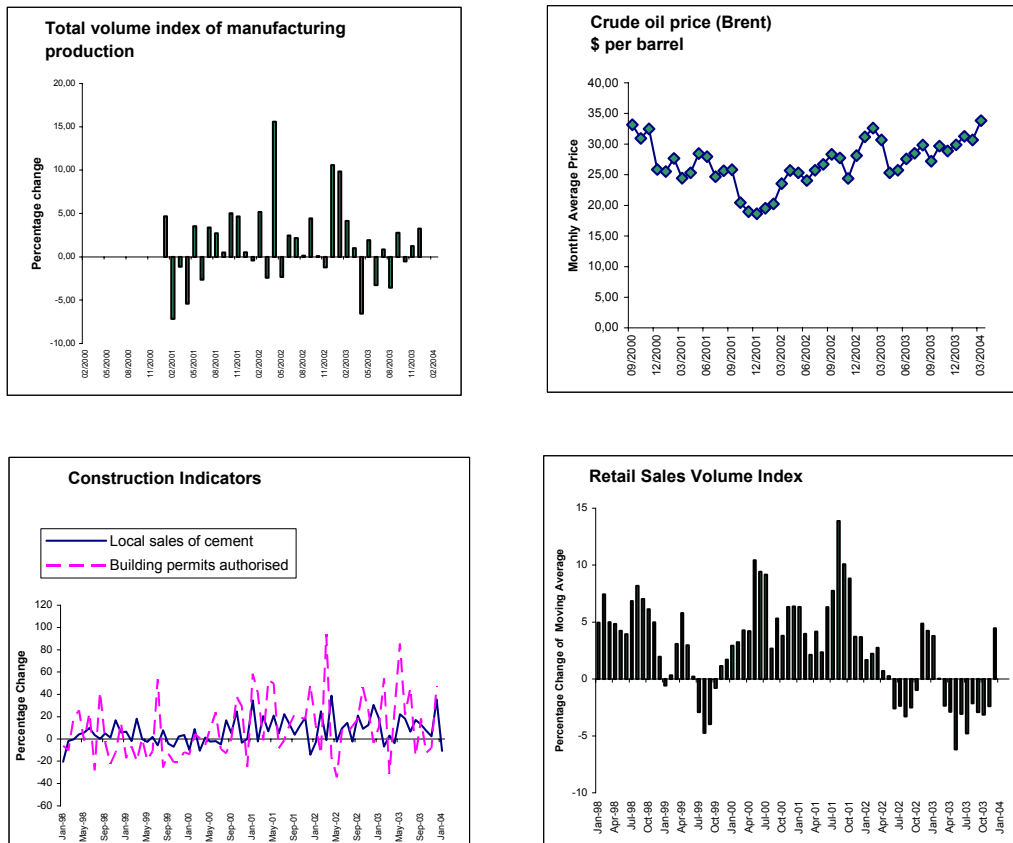 Total volume index of manufacturing
production
Percentage change
20,00
15,00
10,00
5,00
0,00
-5,00
-10,00
02/2000
05/2000
08/2000
11/2000
02/2001
05/2001
08/2001
11/2001
02/2002
05/2002
08/2002
11/2002
02/2003
05/2003
08/2003
11/2003
02/2004
Crude oil price (Brent)
$ per barrel
Monthly Average Price
40,00
35,00
30,00
25,00
20,00
15,00
10,00
5,00
0,00
09/2000
12/2000
03/2001
06/2001
09/2001
12/2001
03/2002
06/2002
09/2002
12/2002
03/2003
06/2003
09/2003
12/2003
03/2004
Construction Indicators
Local sales of cement
Building permits authorised
Percentage Change
120
100
80
60
40
20
0
-20
-40
-60
Jan-98
May-98
Sep-98
Jan-99
May-99
Sep-99
Jan-00
May-00
Sep-00
Jan-01
May-01
Sep-01
Jan-02
May-02
Sep-02
Jan-03
May-03
Sep-03
Jan-04
Retail Sales Volume Index
Percentage Change of Moving Average
15
10
5
0
-5
-10
Jan-98
Apr-98
Jul-98
Oct-98
Jan-99
Apr-99
Jul-99
Oct-99
Jan-00
Apr-00
Jul-00
Oct-00
Jan-01
Apr-01
Jul-01
Oct-01
Jan-02
Apr-02
Jul-02
Oct-02
Jan-03
Apr-03
Jul-03
Oct-03
Jan-04